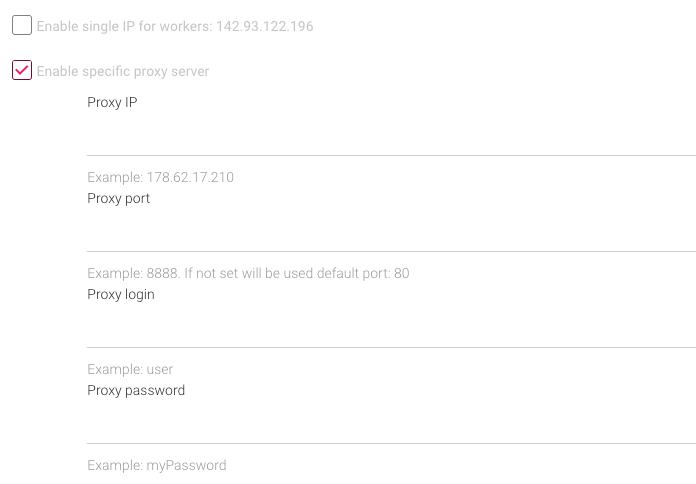 Enable single IP for workers: 142.93.122.196
Enable specific proxy server
Proxy IP
Example: 178.62.17.210
Proxy port
Example: 8888. If not set will be used default port: 80
Proxy login
Example: user
Proxy password
Example: myPassword